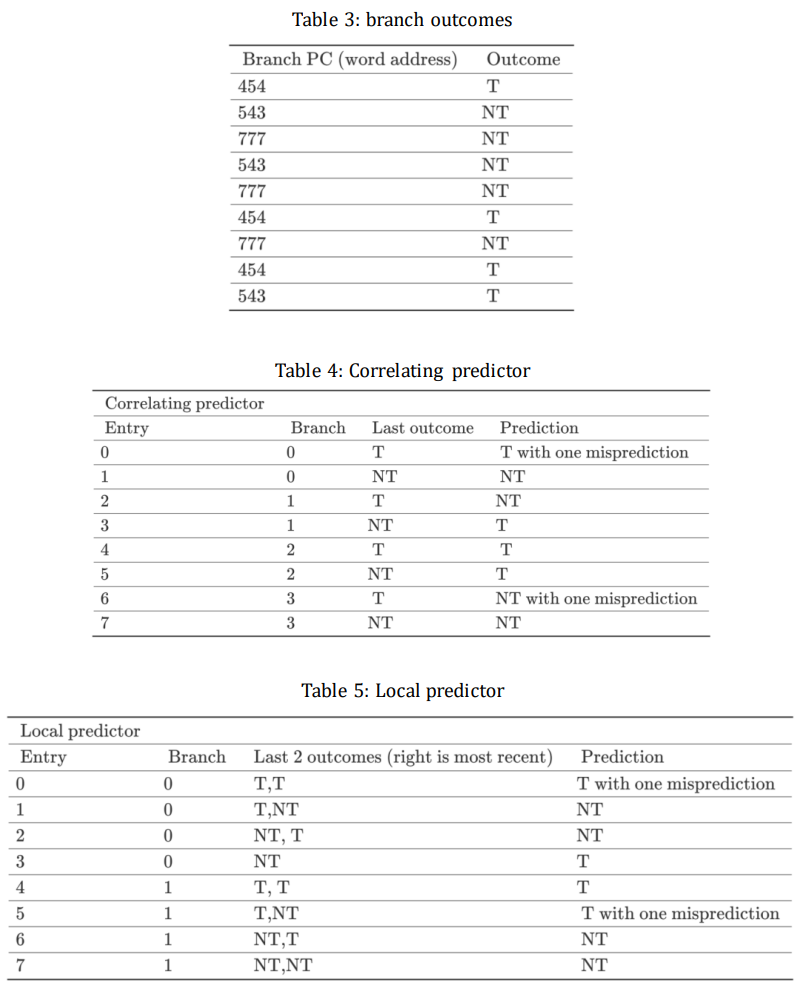 Table 3: branch outcomes
Branch PC (word address) Outcome
454 T
543 NT
777 NT
543 NT
777 NT
454 T
777 NT
454 T
543 T
Table 4: Correlating predictor
Correlating predictor
Entry Branch Last outcome Prediction
0 0 T T with one misprediction
1 0 NT NT
2 1 T NT
3 1 NT T
4 2 T T
5 2 NT T
6 3 T NT with one misprediction
7 3 NT NT
Table 5: Local predictor
Local predictor
Entry Branch Last 2 outcomes (right is most recent) Prediction
0 0 T,T T with one misprediction
1 0 T,NT NT
2 0 NT, T NT
3 0 NT T
4 1 T, T T
5 1 T,NT T with one misprediction
6 1 NT,T NT
7 1 NT,NT NT